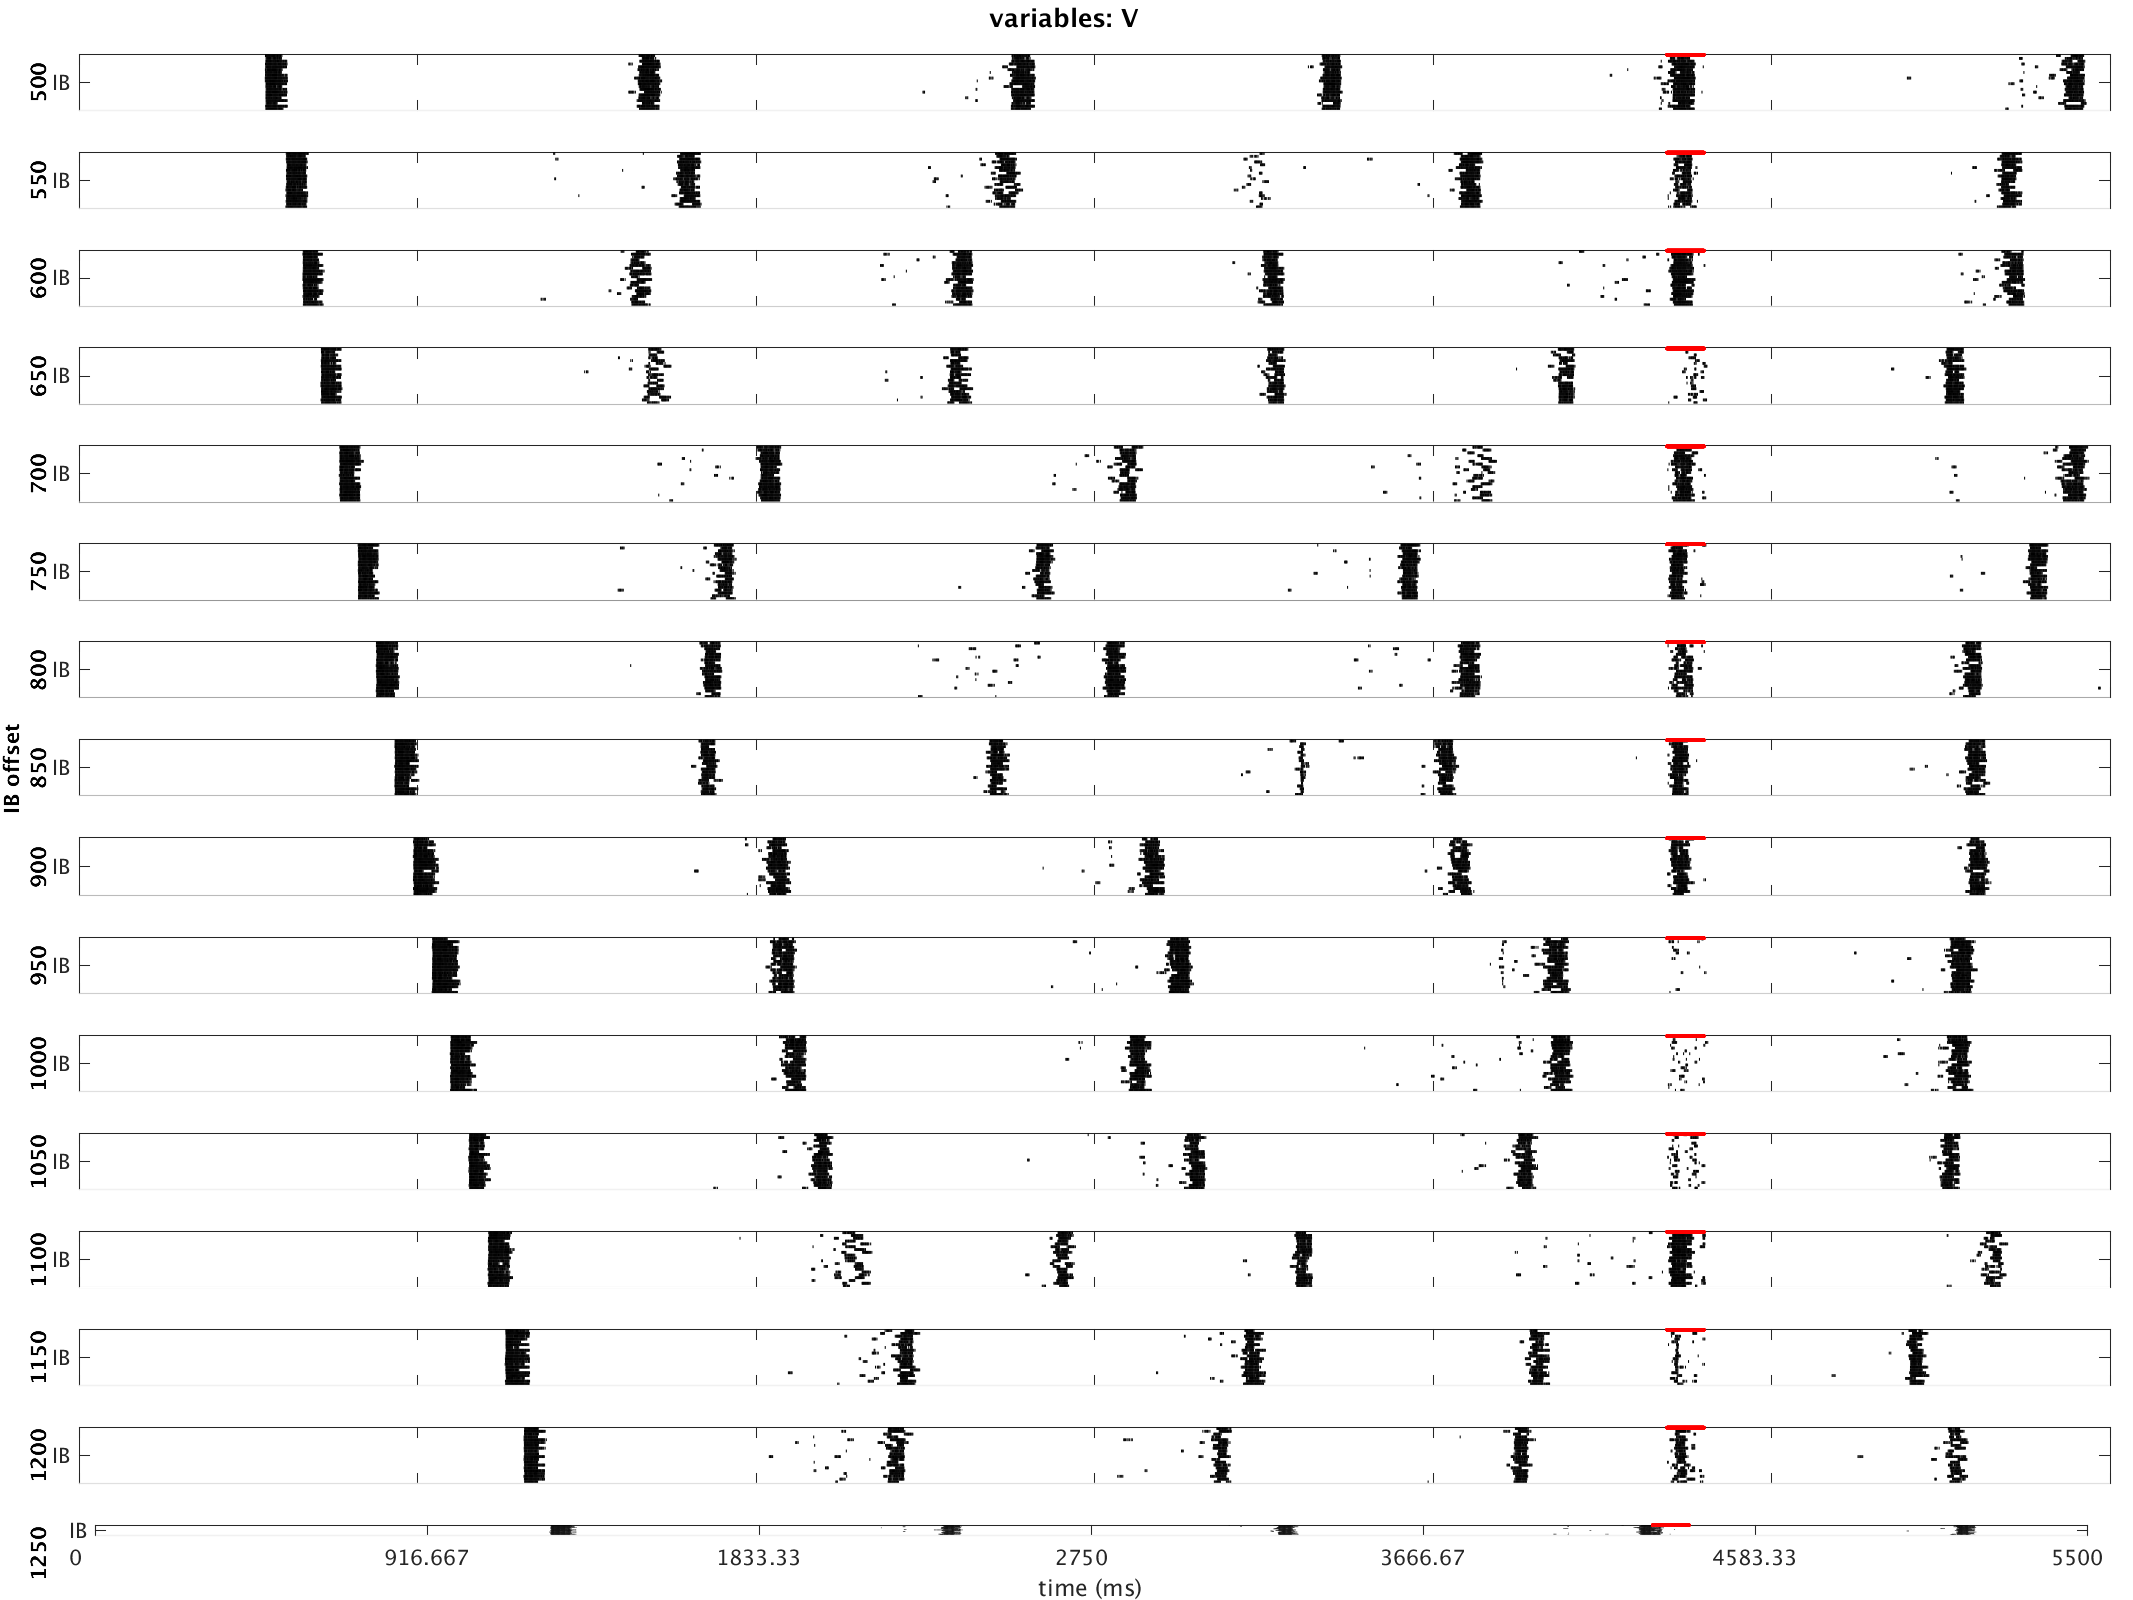 variables: V
500 IB
550 IB
600 IB
650 IB
700 IB
750 IB
800 IB
850 IB
IB offset
900 IB
950 IB
1000 IB
1050 IB
1100 IB
1150 IB
1200 IB
1250 IB
0 916.667 1833.33 2750 3666.67 4583.33 5500
time (ms)